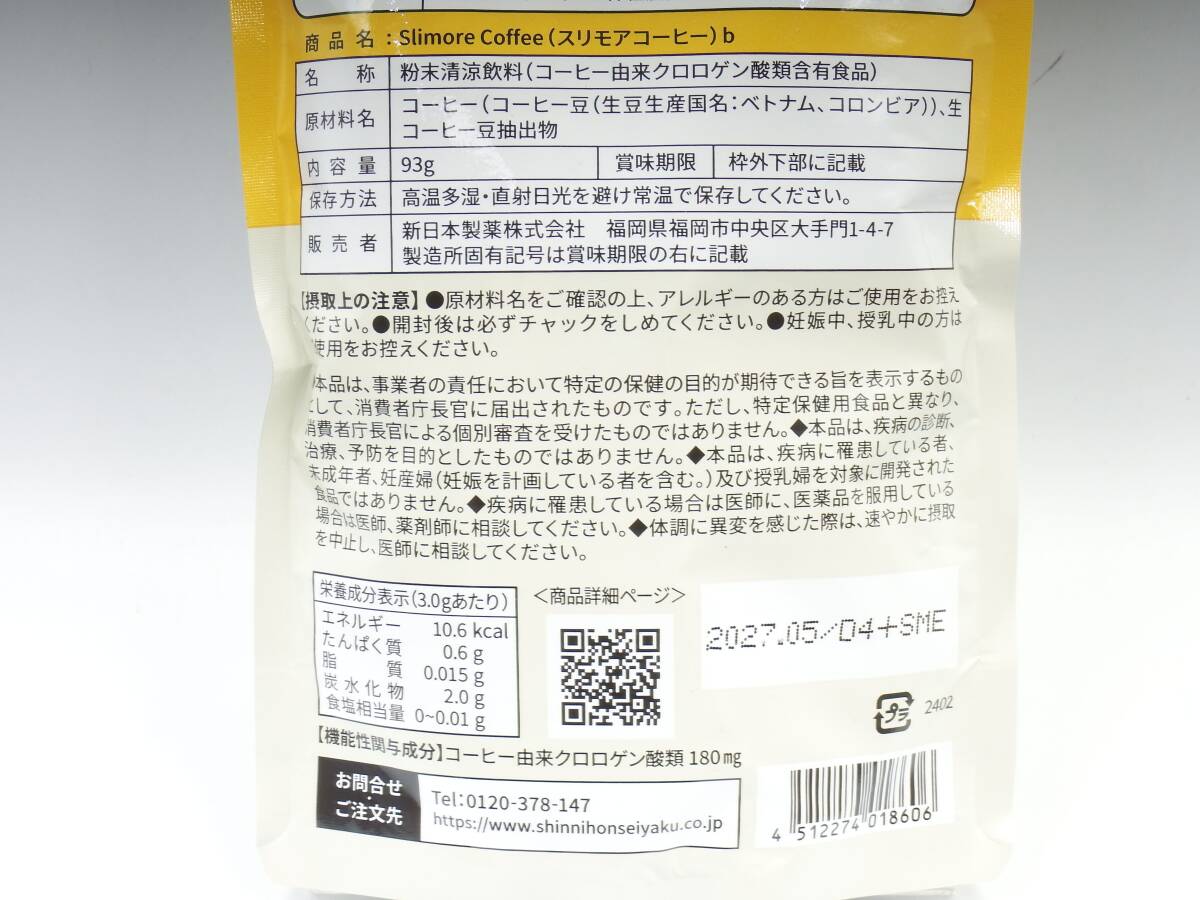 商品名：Slimore Coffee（スリモアコーヒー）b
名称 粉末清涼飲料（コーヒー由来クロロゲン酸類含有食品）
原材料名 コーヒー（コーヒー豆（生豆生産国名：ベトナム、コロンビア））、生
コーヒー豆抽出物
内容量 93g 賞味期限 枠外下部に記載
保存方法 高温多湿・直射日光を避け常温で保存してください。
販売者 新日本製薬株式会社 福岡県福岡市中央区大手門1-4-7
製造所固有記号は賞味期限の右に記載
【摂取上の注意】●原材料名をご確認の上、アレルギーのある方はご使用をお控え
ください。●開封後は必ずチャックをしめてください。●妊娠中、授乳中の方は
使用をお控えください。
本品は、事業者の責任において特定の保健の目的が期待できる旨を表示するもの
として、消費者庁長官に届出されたものです。ただし、特定保健用食品と異なり、
消費者庁長官による個別審査を受けたものではありません。◆本品は、疾病の診断、
治療、予防を目的としたものではありません。◆本品は、疾病に罹患している者、
未成年者、妊産婦（妊娠を計画している者を含む。）及び授乳婦を対象に開発された
食品ではありません。◆疾病に罹患している場合は医師に、医薬品を服用している
場合は医師、薬剤師に相談してください。◆体調に異変を感じた際は、速やかに摂取
を中止し、医師に相談してください。
栄養成分表示（3.0gあたり）
エネルギー 10.6 kcal
たんぱく質 0.6 g
脂質 0.015 g
炭水化物 2.0 g
食塩相当量 0~0.01 g
＜商品詳細ページ＞
2027.05/D4+SME
プラ 2402
【機能性関与成分】コーヒー由来クロロゲン酸類 180㎎
お問合せ・ご注文先
Tel：0120-378-147
https://www.shinnihonseiyaku.co.jp
4 512274 018606